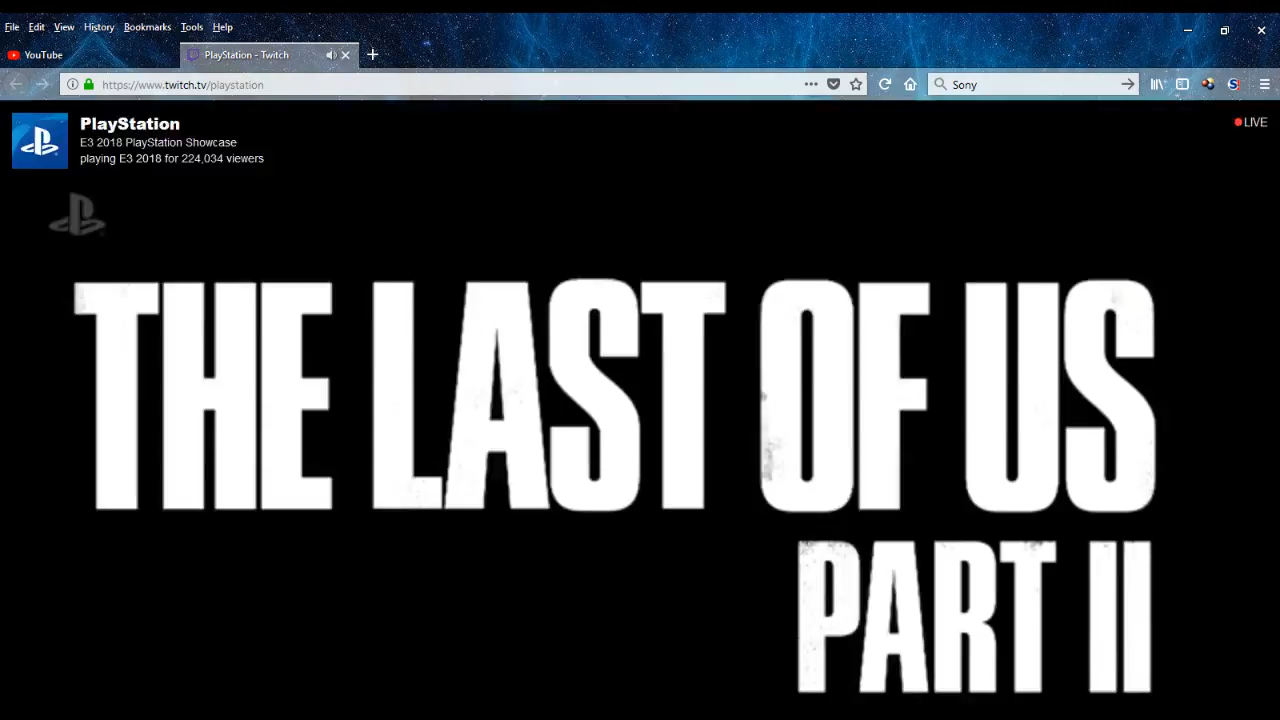 File Edit View History Bookmarks Tools Help
YouTube
PlayStation - Twitch
https://www.twitch.tv/playstation
Sony
PlayStation
E3 2018 PlayStation Showcase
playing E3 2018 for 224,034 viewers
LIVE
THE LAST OF US
PART II